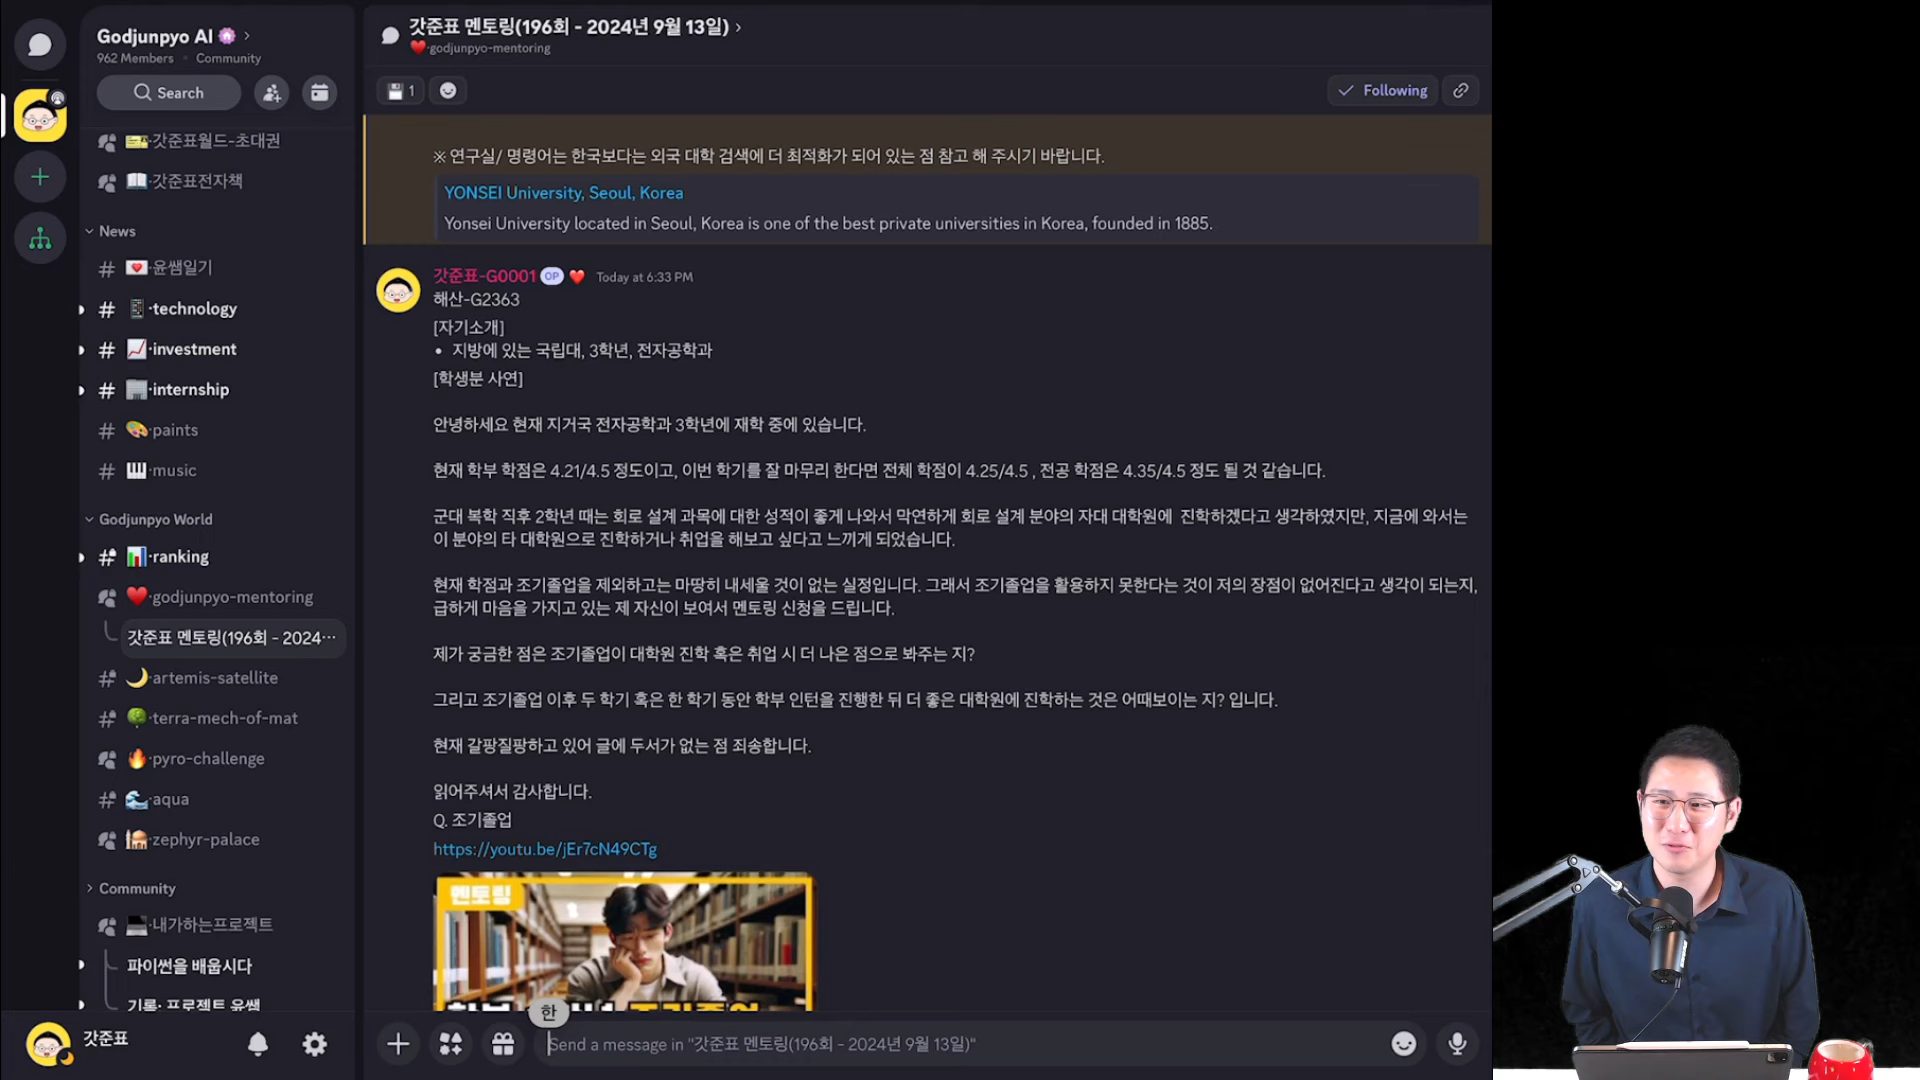 Godjunpyo AI
962 Members • Community
Search
갓준표월드-초대권
갓준표전자책
News
윤쌤일기
technology
investment
internship
paints
music
Godjunpyo World
ranking
godjunpyo-mentoring
갓준표 멘토링(196회 - 2024···
artemis-satellite
terra-mech-of-mat
pyro-challenge
aqua
zephyr-palace
Community
내가하는프로젝트
파이썬을 배웁시다
기록: 프로젝트 윤쌤
갓준표
갓준표 멘토링(196회 - 2024년 9월 13일)
godjunpyo-mentoring
1
Following
※ 연구실/ 명령어는 한국보다는 외국 대학 검색에 더 최적화가 되어 있는 점 참고 해 주시기 바랍니다.
YONSEI University, Seoul, Korea
Yonsei University located in Seoul, Korea is one of the best private universities in Korea, founded in 1885.
갓준표-G0001 OP Today at 6:33 PM
해산-G2363
[자기소개]
• 지방에 있는 국립대, 3학년, 전자공학과
[학생분 사연]
안녕하세요 현재 지거국 전자공학과 3학년에 재학 중에 있습니다.
현재 학부 학점은 4.21/4.5 정도이고, 이번 학기를 잘 마무리 한다면 전체 학점이 4.25/4.5 , 전공 학점은 4.35/4.5 정도 될 것 같습니다.
군대 복학 직후 2학년 때는 회로 설계 과목에 대한 성적이 좋게 나와서 막연하게 회로 설계 분야의 자대 대학원에 진학하겠다고 생각하였지만, 지금에 와서는
이 분야의 타 대학원으로 진학하거나 취업을 해보고 싶다고 느끼게 되었습니다.
현재 학점과 조기졸업을 제외하고는 마땅히 내세울 것이 없는 실정입니다. 그래서 조기졸업을 활용하지 못한다는 것이 저의 장점이 없어진다고 생각이 되는지,
급하게 마음을 가지고 있는 제 자신이 보여서 멘토링 신청을 드립니다.
제가 궁금한 점은 조기졸업이 대학원 진학 혹은 취업 시 더 나은 점으로 봐주는 지?
그리고 조기졸업 이후 두 학기 혹은 한 학기 동안 학부 인턴을 진행한 뒤 더 좋은 대학원에 진학하는 것은 어때보이는 지? 입니다.
현재 갈팡질팡하고 있어 글에 두서가 없는 점 죄송합니다.
읽어주셔서 감사합니다.
Q. 조기졸업
https://youtu.be/jEr7cN49CTg
멘토링
한
Send a message in "갓준표 멘토링(196회 - 2024년 9월 13일)"